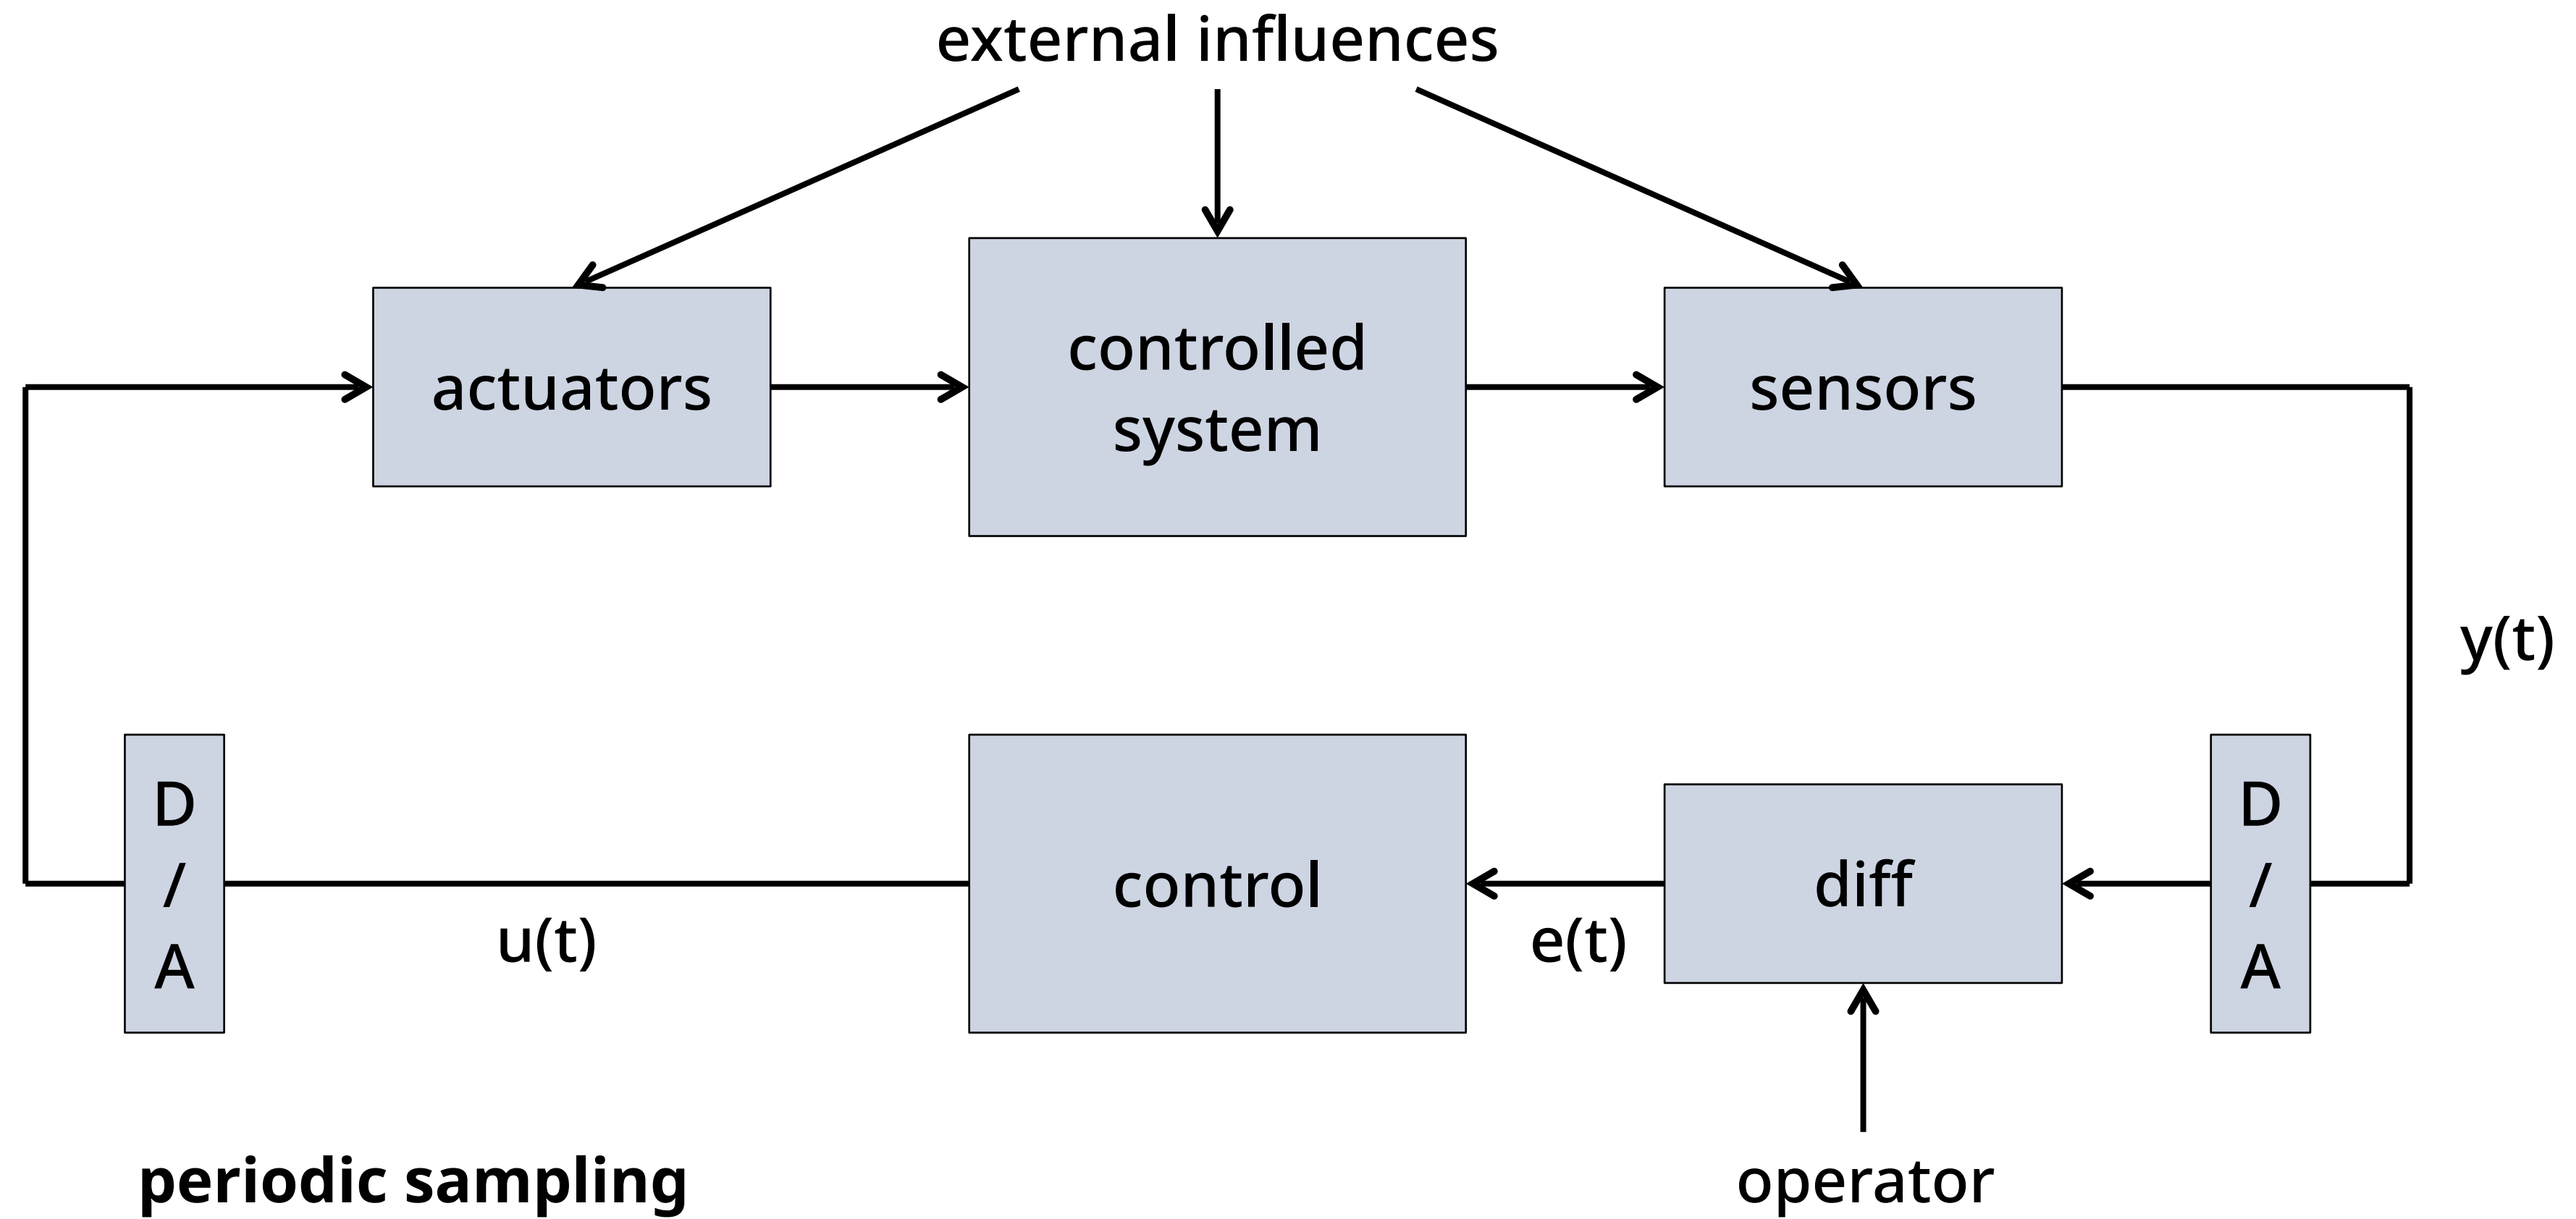 external influences
actuators
controlled
system
sensors
y(t)
D
/
A
control
diff
D
/
A
u(t)
e(t)
periodic sampling
operator